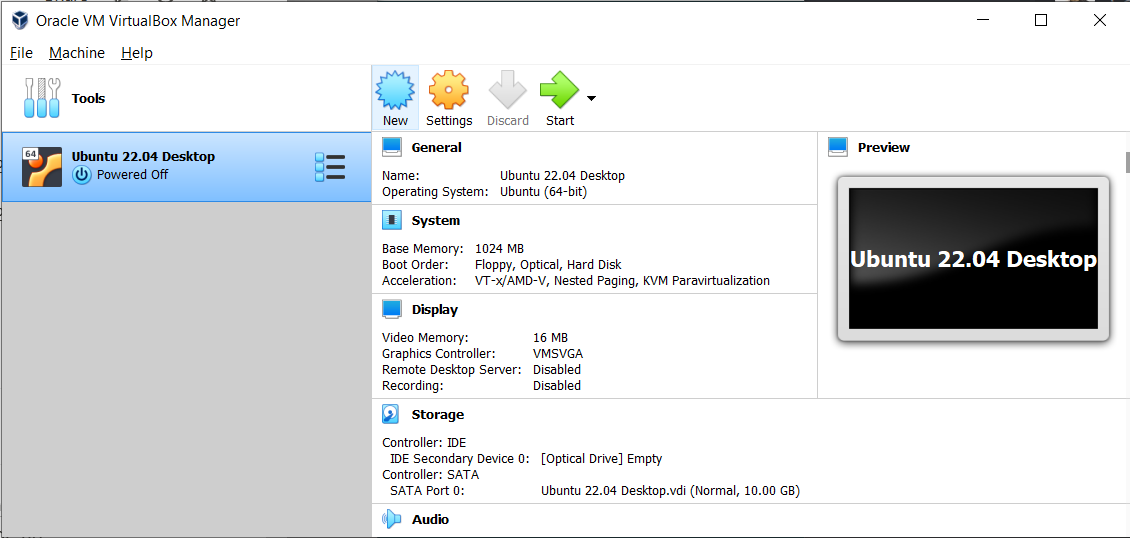 Oracle VM VirtualBox Manager
File Machine Help
Tools
New Settings Discard Start
64
Ubuntu 22.04 Desktop
Powered Off
General
Name: Ubuntu 22.04 Desktop
Operating System: Ubuntu (64-bit)
System
Base Memory: 1024 MB
Boot Order: Floppy, Optical, Hard Disk
Acceleration: VT-x/AMD-V, Nested Paging, KVM Paravirtualization
Display
Video Memory: 16 MB
Graphics Controller: VMSVGA
Remote Desktop Server: Disabled
Recording: Disabled
Storage
Controller: IDE
IDE Secondary Device 0: [Optical Drive] Empty
Controller: SATA
SATA Port 0: Ubuntu 22.04 Desktop.vdi (Normal, 10.00 GB)
Audio
Preview
Ubuntu 22.04 Desktop